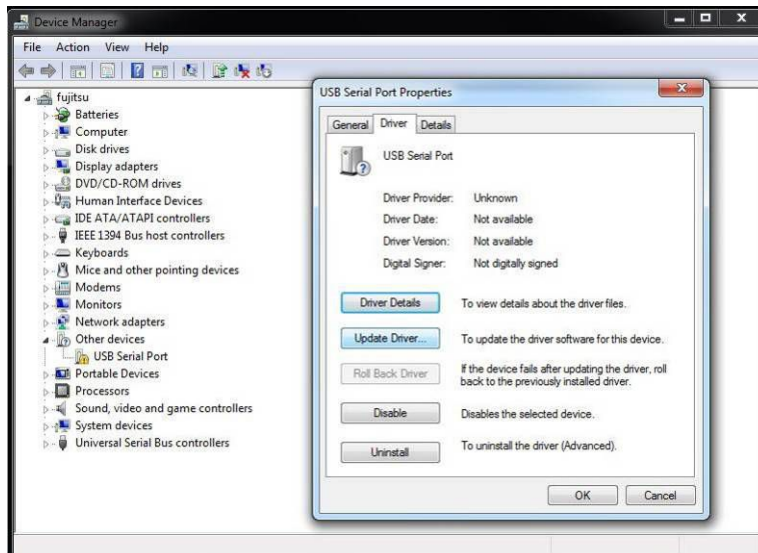 Device Manager
File Action View Help
fujitsu
Batteries
Computer
Disk drives
Display adapters
DVD/CD-ROM drives
Human Interface Devices
IDE ATA/ATAPI controllers
IEEE 1394 Bus host controllers
Keyboards
Mice and other pointing devices
Modems
Monitors
Network adapters
Other devices
USB Serial Port
Portable Devices
Processors
Sound, video and game controllers
System devices
Universal Serial Bus controllers
USB Serial Port Properties
General Driver Details
USB Serial Port
Driver Provider: Unknown
Driver Date: Not available
Driver Version: Not available
Digital Signer: Not digitally signed
Driver Details To view details about the driver files.
Update Driver... To update the driver software for this device.
Roll Back Driver If the device fails after updating the driver, roll
back to the previously installed driver.
Disable Disables the selected device.
Uninstall To uninstall the driver (Advanced).
OK Cancel